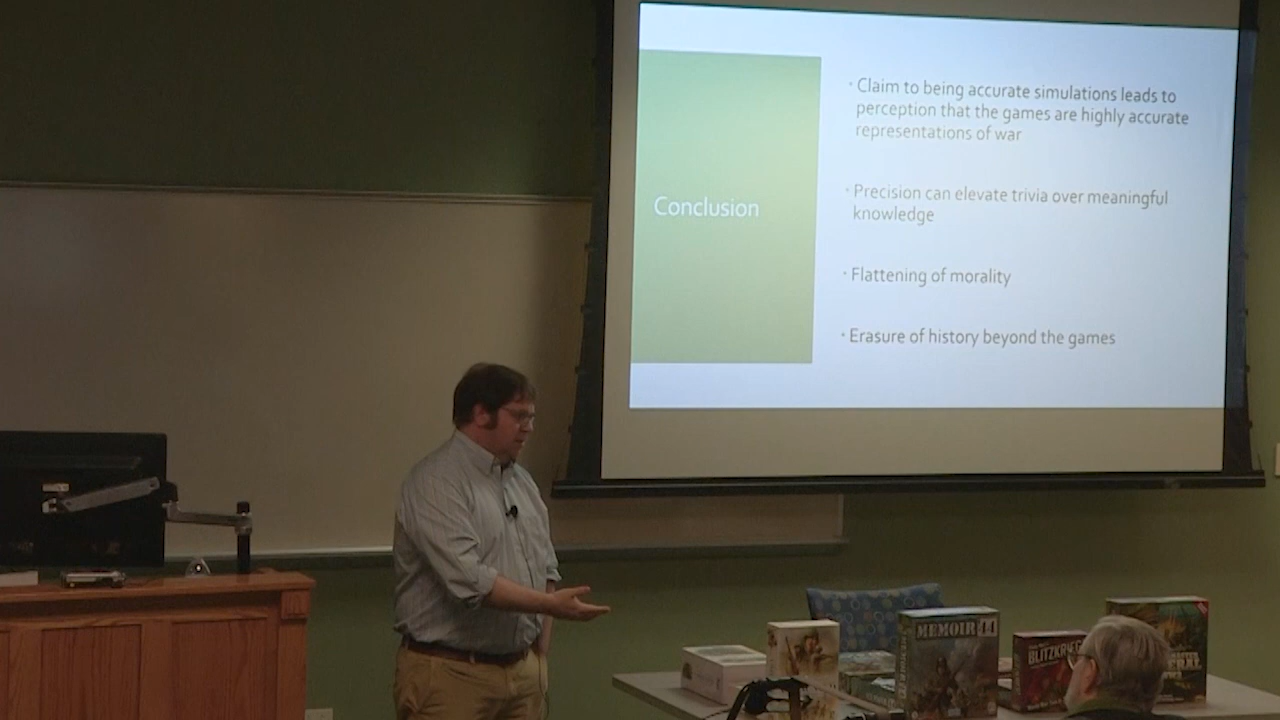 Conclusion
· Claim to being accurate simulations leads to
perception that the games are highly accurate
representations of war
· Precision can elevate trivia over meaningful
knowledge
· Flattening of morality
· Erasure of history beyond the games
MEMOIR '44
BLITZKRIEG